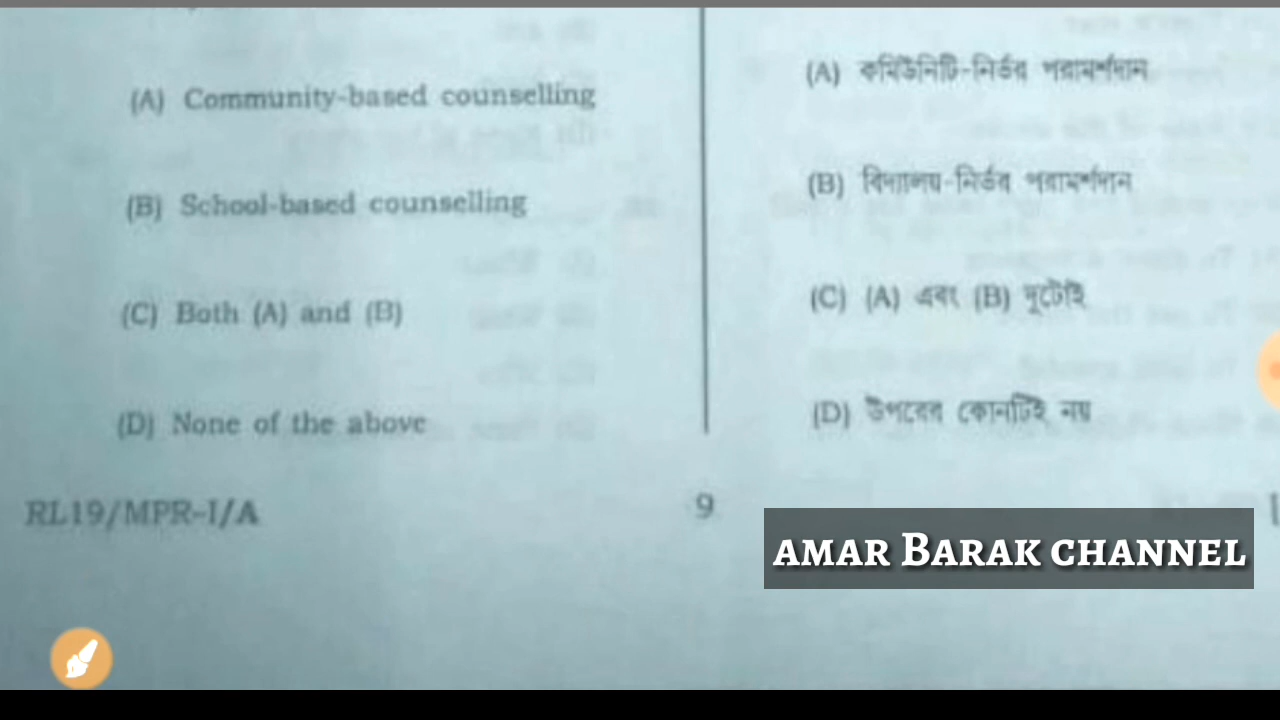 (A) Community-based counselling
(B) School-based counselling
(C) Both (A) and (B)
(D) None of the above
(A) কমিউনিটি-নির্ভর পরামর্শদান
(B) বিদ্যালয়-নির্ভর পরামর্শদান
(C) (A) এবং (B) দুটোই
(D) উপরের কোনটিই নয়
RL19/MPR-I/A
9
AMAR BARAK CHANNEL